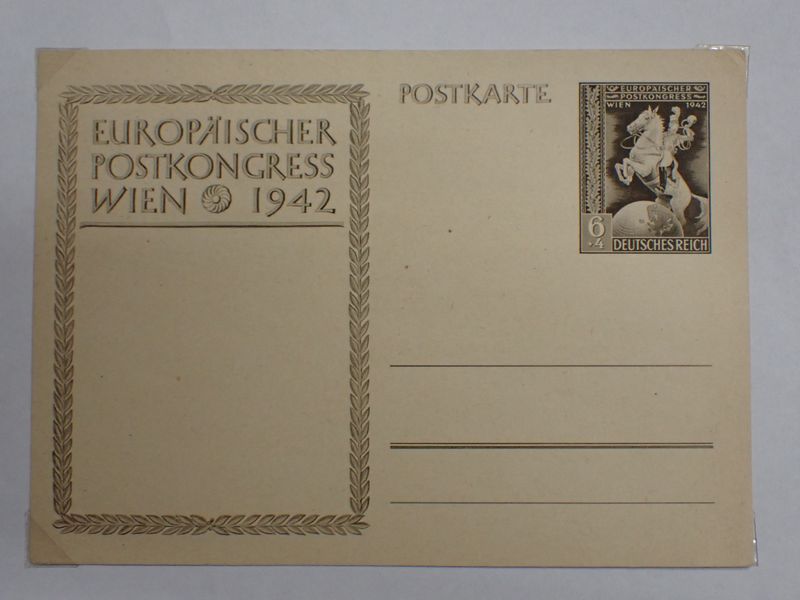 EUROPÄISCHER
POSTKONGRESS
WIEN 1942
POSTKARTE
EUROPÄISCHER
POSTKONGRESS
WIEN 1942
6
+4
DEUTSCHES REICH